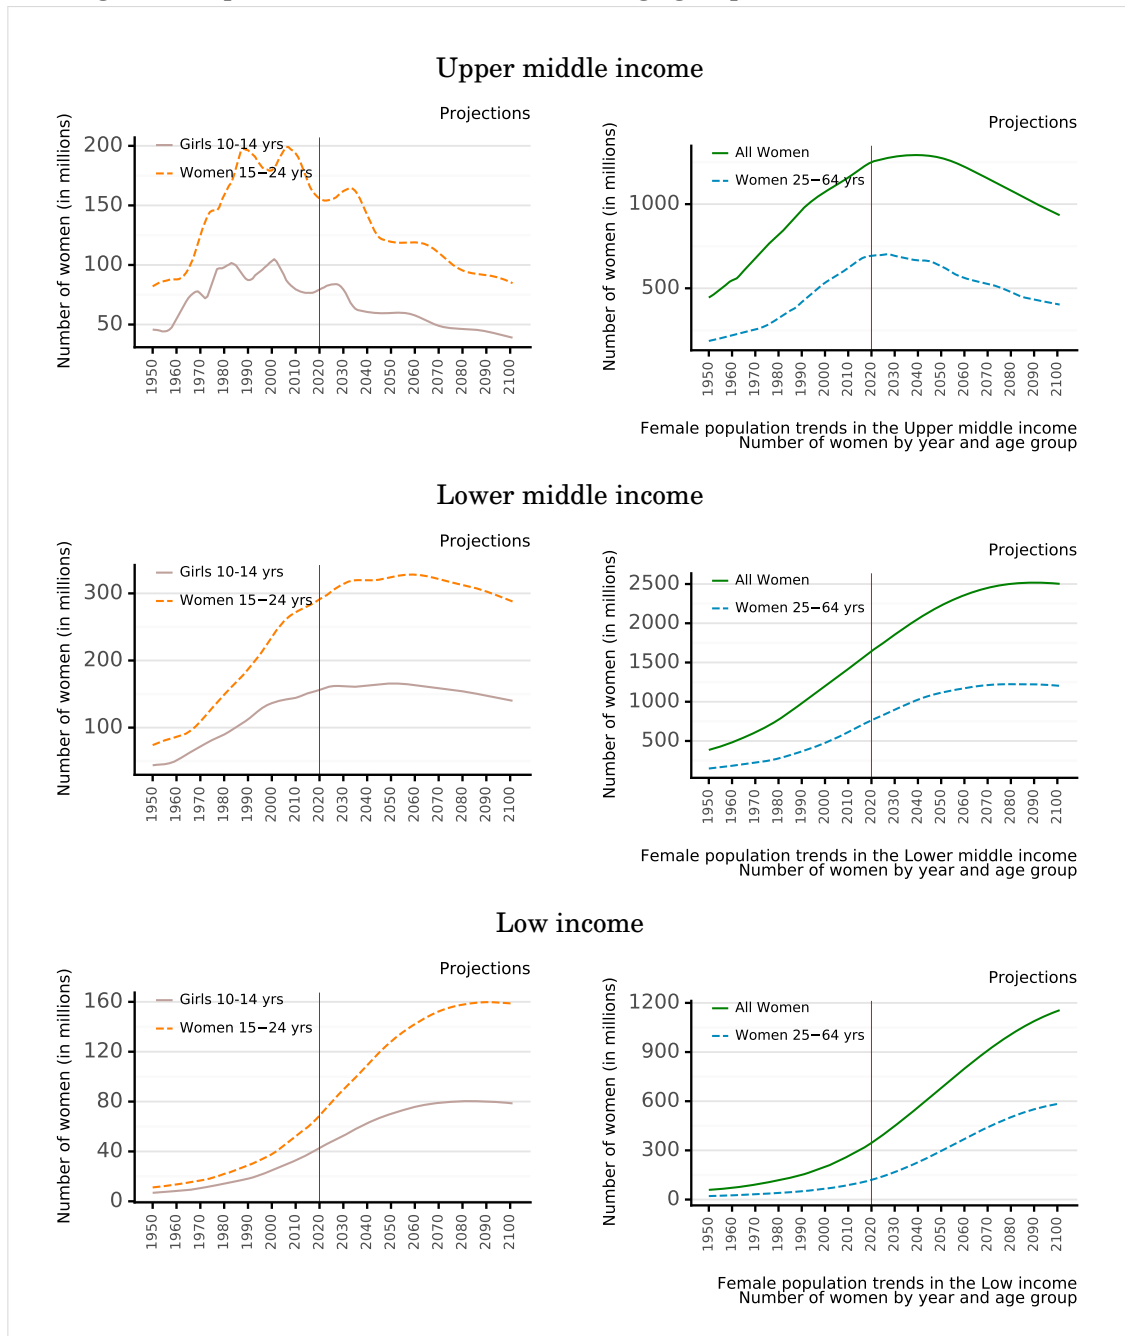 Upper middle income
Projections
Number of women (in millions)
Girls 10-14 yrs
Women 15−24 yrs
200
150
100
50
1950 1960 1970 1980 1990 2000 2010 2020 2030 2040 2050 2060 2070 2080 2090 2100
Projections
Number of women (in millions)
All Women
Women 25−64 yrs
1000
500
1950 1960 1970 1980 1990 2000 2010 2020 2030 2040 2050 2060 2070 2080 2090 2100
Female population trends in the Upper middle income
Number of women by year and age group
Lower middle income
Projections
Number of women (in millions)
Girls 10-14 yrs
Women 15−24 yrs
300
200
100
1950 1960 1970 1980 1990 2000 2010 2020 2030 2040 2050 2060 2070 2080 2090 2100
Projections
Number of women (in millions)
All Women
Women 25−64 yrs
2500
2000
1500
1000
500
1950 1960 1970 1980 1990 2000 2010 2020 2030 2040 2050 2060 2070 2080 2090 2100
Female population trends in the Lower middle income
Number of women by year and age group
Low income
Projections
Number of women (in millions)
Girls 10-14 yrs
Women 15−24 yrs
160
120
80
40
0
1950 1960 1970 1980 1990 2000 2010 2020 2030 2040 2050 2060 2070 2080 2090 2100
Projections
Number of women (in millions)
All Women
Women 25−64 yrs
1200
900
600
300
0
1950 1960 1970 1980 1990 2000 2010 2020 2030 2040 2050 2060 2070 2080 2090 2100
Female population trends in the Low income
Number of women by year and age group